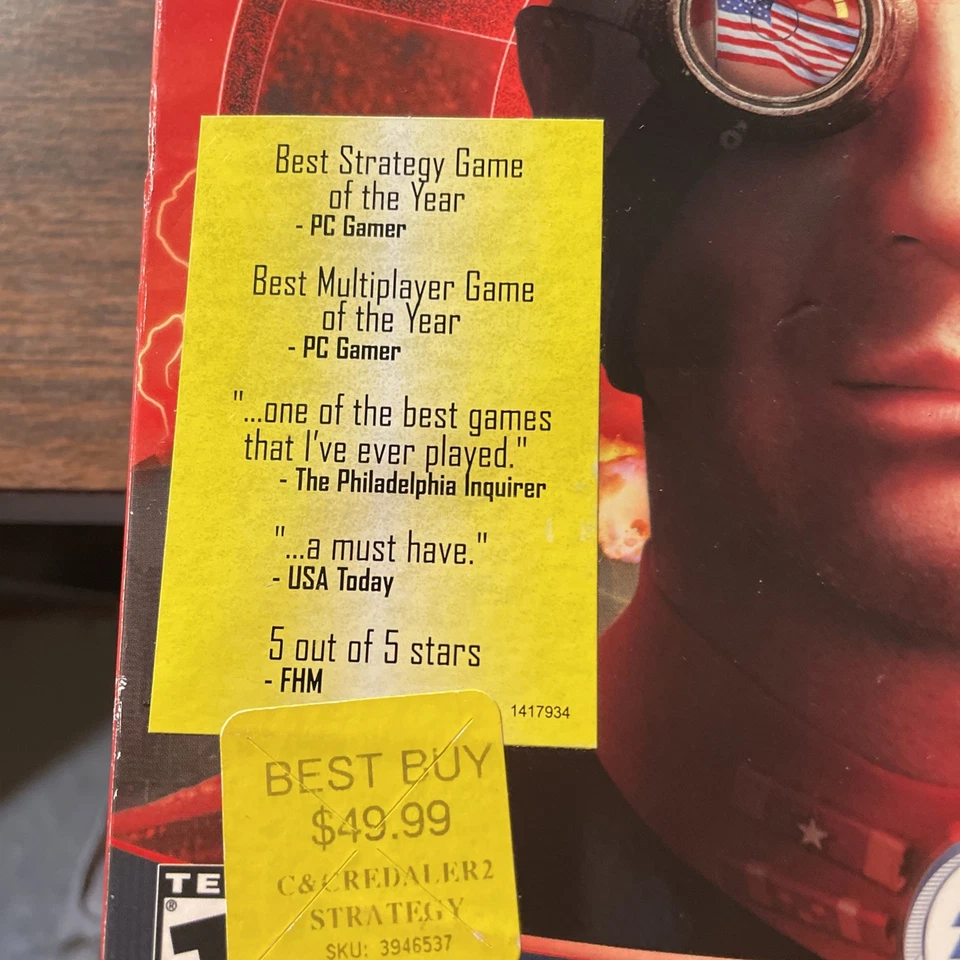 Best Strategy Game
of the Year
- PC Gamer
Best Multiplayer Game
of the Year
- PC Gamer
"...one of the best games
that I've ever played."
- The Philadelphia Inquirer
"...a must have."
- USA Today
5 out of 5 stars
- FHM
1417934
BEST BUY
$49.99
C&CREDALER2
STRATEGY
SKU: 3946537
TE
®